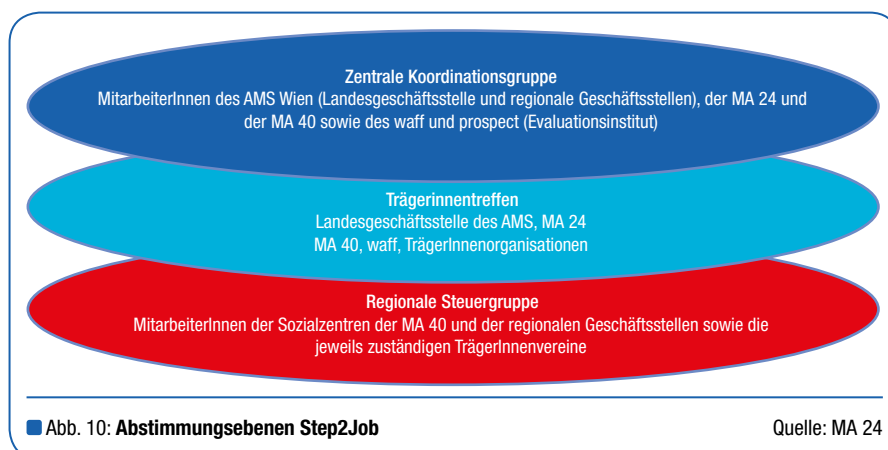 Zentrale Koordinationsgruppe
MitarbeiterInnen des AMS Wien (Landesgeschäftsstelle und regionale Geschäftsstellen), der MA 24 und
der MA 40 sowie des waff und prospect (Evaluationsinstitut)
Trägerinnentreffen
Landesgeschäftsstelle des AMS, MA 24
MA 40, waff, TrägerInnenorganisationen
Regionale Steuergruppe
MitarbeiterInnen der Sozialzentren der MA 40 und der regionalen Geschäftsstellen sowie die
jeweils zuständigen TrägerInnenvereine
Abb. 10: Abstimmungsebenen Step2Job Quelle: MA 24